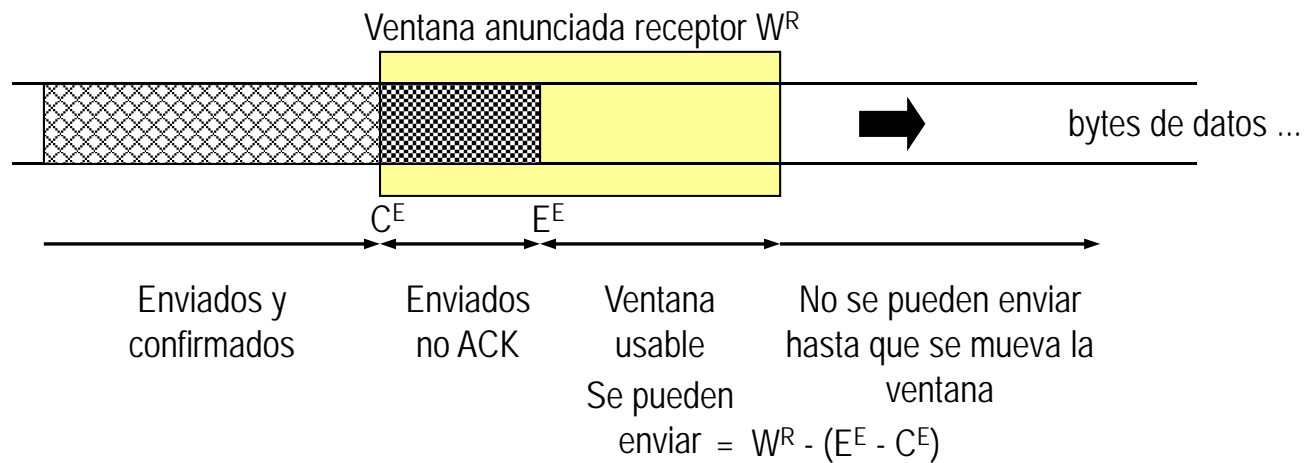 Ventana anunciada receptor W^R
bytes de datos ...
C^E
E^E
Enviados y
confirmados
Enviados
no ACK
Ventana
usable
Se pueden
enviar = W^R - (E^E - C^E)
No se pueden enviar
hasta que se mueva la
ventana